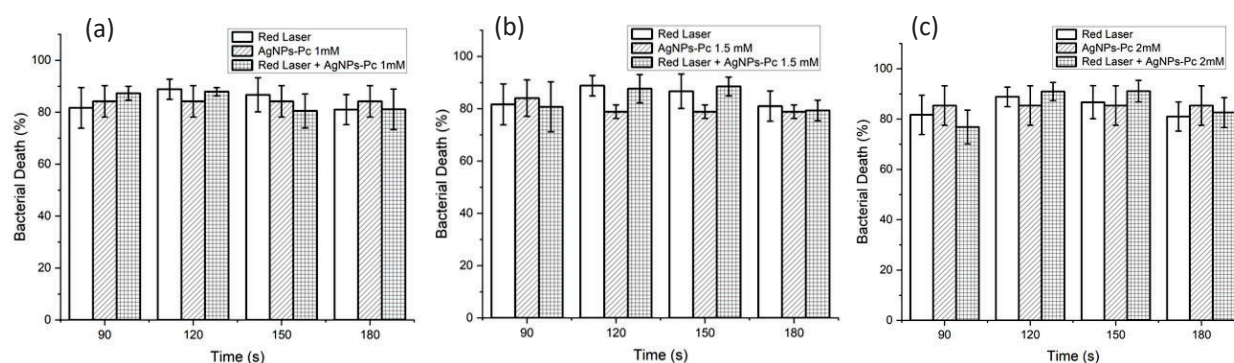 (a)
Red Laser
AgNPs-Pc 1mM
Red Laser + AgNPs-Pc 1mM
Bacterial Death (%)
100
80
60
40
20
0
90 120 150 180
Time (s)
(b)
Red Laser
AgNPs-Pc 1.5 mM
Red Laser + AgNPs-Pc 1.5 mM
Bacterial Death (%)
100
80
60
40
20
0
90 120 150 180
Time (s)
(c)
Red Laser
AgNPs-Pc 2mM
Red Laser + AgNPs-Pc 2mM
Bacterial Death (%)
100
80
60
40
20
0
90 120 150 180
Time (s)